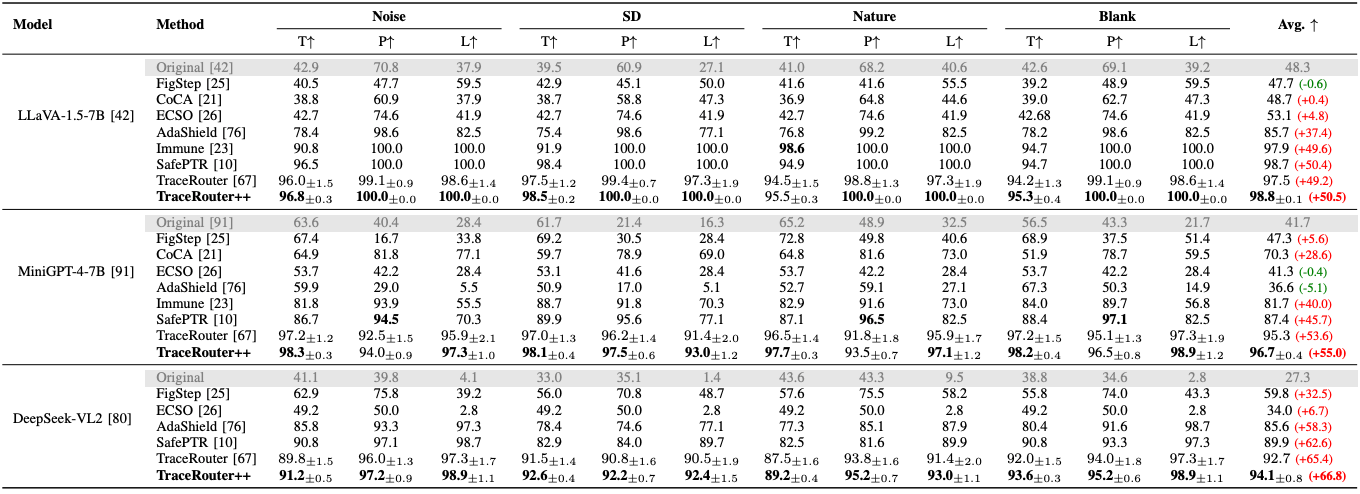 Model Method Noise SD Nature Blank Avg. ↑
T↑ P↑ L↑ T↑ P↑ L↑ T↑ P↑ L↑ T↑ P↑ L↑
Original [42] 42.9 70.8 37.9 39.5 60.9 27.1 41.0 68.2 40.6 42.6 69.1 39.2 48.3
FigStep [25] 40.5 47.7 59.5 42.9 45.1 50.0 41.6 41.6 55.5 39.2 48.9 59.5 47.7 (-0.6)
CoCA [21] 38.8 60.9 37.9 38.7 58.8 47.3 36.9 64.8 44.6 39.0 62.7 47.3 48.7 (+0.4)
LLaVA-1.5-7B [42] ECSO [26] 42.7 74.6 41.9 42.7 74.6 41.9 42.7 74.6 41.9 42.68 74.6 41.9 53.1 (+4.8)
AdaShield [76] 78.4 98.6 82.5 75.4 98.6 77.1 76.8 99.2 82.5 78.2 98.6 82.5 85.7 (+37.4)
Immune [23] 90.8 100.0 100.0 91.9 100.0 100.0 98.6 100.0 100.0 94.7 100.0 100.0 97.9 (+49.6)
SafePTR [10] 96.5 100.0 100.0 98.4 100.0 100.0 94.9 100.0 100.0 94.7 100.0 100.0 98.7 (+50.4)
TraceRouter [67] 96.0±1.5 99.1±0.9 98.6±1.4 97.5±1.2 99.4±0.7 97.3±1.9 94.5±1.5 98.8±1.3 97.3±1.9 94.2±1.3 99.1±0.9 98.6±1.4 97.5 (+49.2)
TraceRouter++ 96.8±0.3 100.0±0.0 100.0±0.0 98.5±0.2 100.0±0.0 100.0±0.0 95.5±0.3 100.0±0.0 100.0±0.0 95.3±0.4 100.0±0.0 100.0±0.0 98.8±0.1 (+50.5)
Original [91] 63.6 40.4 28.4 61.7 21.4 16.3 65.2 48.9 32.5 56.5 43.3 21.7 41.7
FigStep [25] 67.4 16.7 33.8 69.2 30.5 28.4 72.8 49.8 40.6 68.9 37.5 51.4 47.3 (+5.6)
CoCA [21] 64.9 81.8 77.1 59.7 78.9 69.0 64.8 81.6 73.0 51.9 78.7 59.5 70.3 (+28.6)
MiniGPT-4-7B [91] ECSO [26] 53.7 42.2 28.4 53.1 41.6 28.4 53.7 42.2 28.4 53.7 42.2 28.4 41.3 (-0.4)
AdaShield [76] 59.9 29.0 5.5 50.9 17.0 5.1 52.7 59.1 27.1 67.3 50.3 14.9 36.6 (-5.1)
Immune [23] 81.8 93.9 55.5 88.7 91.8 70.3 82.9 91.6 73.0 84.0 89.7 56.8 81.7 (+40.0)
SafePTR [10] 86.7 94.5 70.3 89.9 95.6 77.1 87.1 96.5 82.5 88.4 97.1 82.5 87.4 (+45.7)
TraceRouter [67] 97.2±1.2 92.5±1.5 95.9±2.1 97.0±1.3 96.2±1.4 91.4±2.0 96.5±1.4 91.8±1.8 95.9±1.7 97.2±1.5 95.1±1.3 97.3±1.9 95.3 (+53.6)
TraceRouter++ 98.3±0.3 94.0±0.9 97.3±1.0 98.1±0.4 97.5±0.6 93.0±1.2 97.7±0.3 93.5±0.7 97.1±1.2 98.2±0.4 96.5±0.8 98.9±1.2 96.7±0.4 (+55.0)
Original 41.1 39.8 4.1 33.0 35.1 1.4 43.6 43.3 9.5 38.8 34.6 2.8 27.3
FigStep [25] 62.9 75.8 39.2 56.0 70.8 48.7 57.6 75.5 58.2 55.8 74.0 43.3 59.8 (+32.5)
ECSO [26] 49.2 50.0 2.8 49.2 50.0 2.8 49.2 50.0 2.8 49.2 50.0 2.8 34.0 (+6.7)
DeepSeek-VL2 [80] AdaShield [76] 85.8 93.3 97.3 78.4 74.6 77.1 77.3 85.1 87.9 80.4 91.6 98.7 85.6 (+58.3)
SafePTR [10] 90.8 97.1 98.7 82.9 84.0 89.7 82.5 81.6 89.9 90.8 93.3 97.3 89.9 (+62.6)
TraceRouter [67] 89.8±1.5 96.0±1.3 97.3±1.7 91.5±1.4 90.8±1.6 90.5±1.9 87.5±1.6 93.8±1.6 91.4±2.0 92.0±1.5 94.0±1.8 97.3±1.7 92.7 (+65.4)
TraceRouter++ 91.2±0.5 97.2±0.9 98.9±1.1 92.6±0.4 92.2±0.7 92.4±1.5 89.2±0.4 95.2±0.7 93.0±1.1 93.6±0.3 95.2±0.6 98.9±1.1 94.1±0.8 (+66.8)